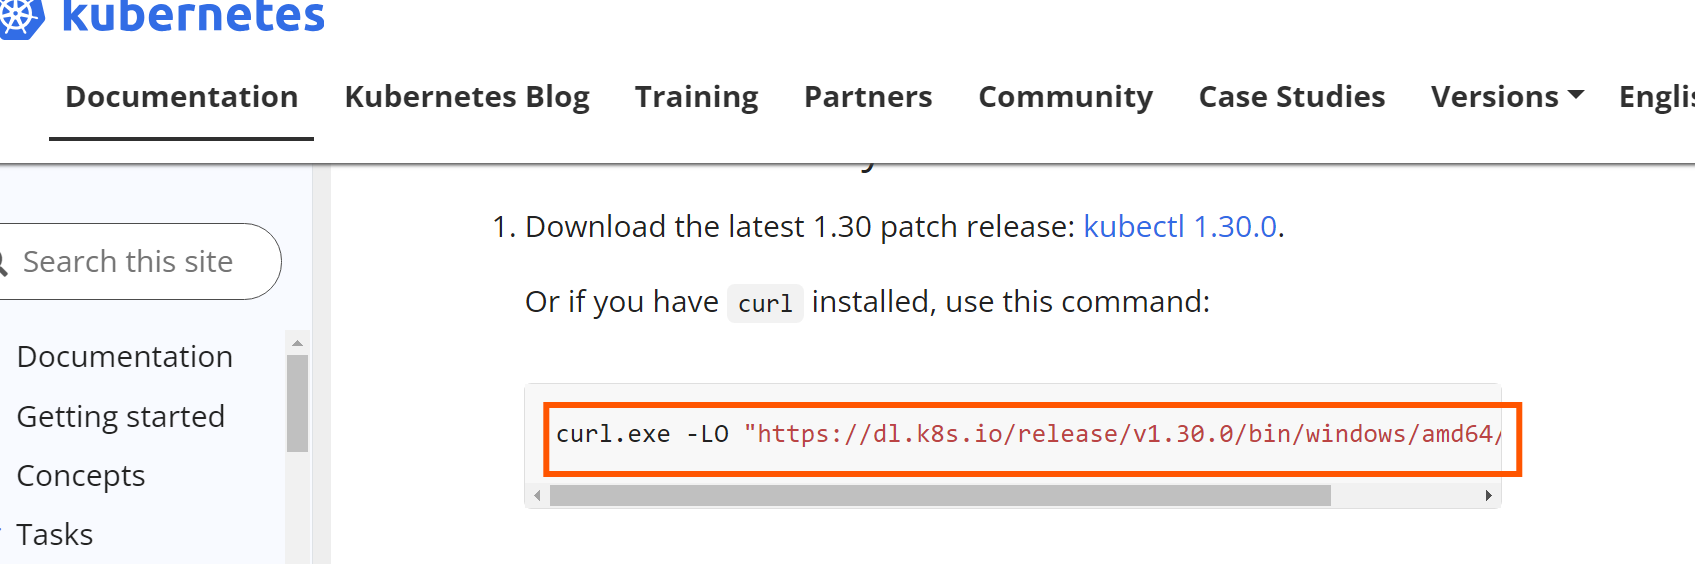 kubernetes
Documentation Kubernetes Blog Training Partners Community Case Studies Versions
Search this site
Documentation
Getting started
Concepts
Tasks
1. Download the latest 1.30 patch release: kubectl 1.30.0.
Or if you have curl installed, use this command:
curl.exe -LO "https://dl.k8s.io/release/v1.30.0/bin/windows/amd64/